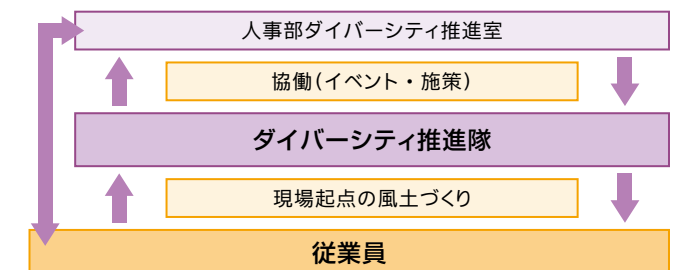 人事部ダイバーシティ推進室
協働(イベント・施策)
ダイバーシティ推進隊
現場起点の風土づくり
従業員